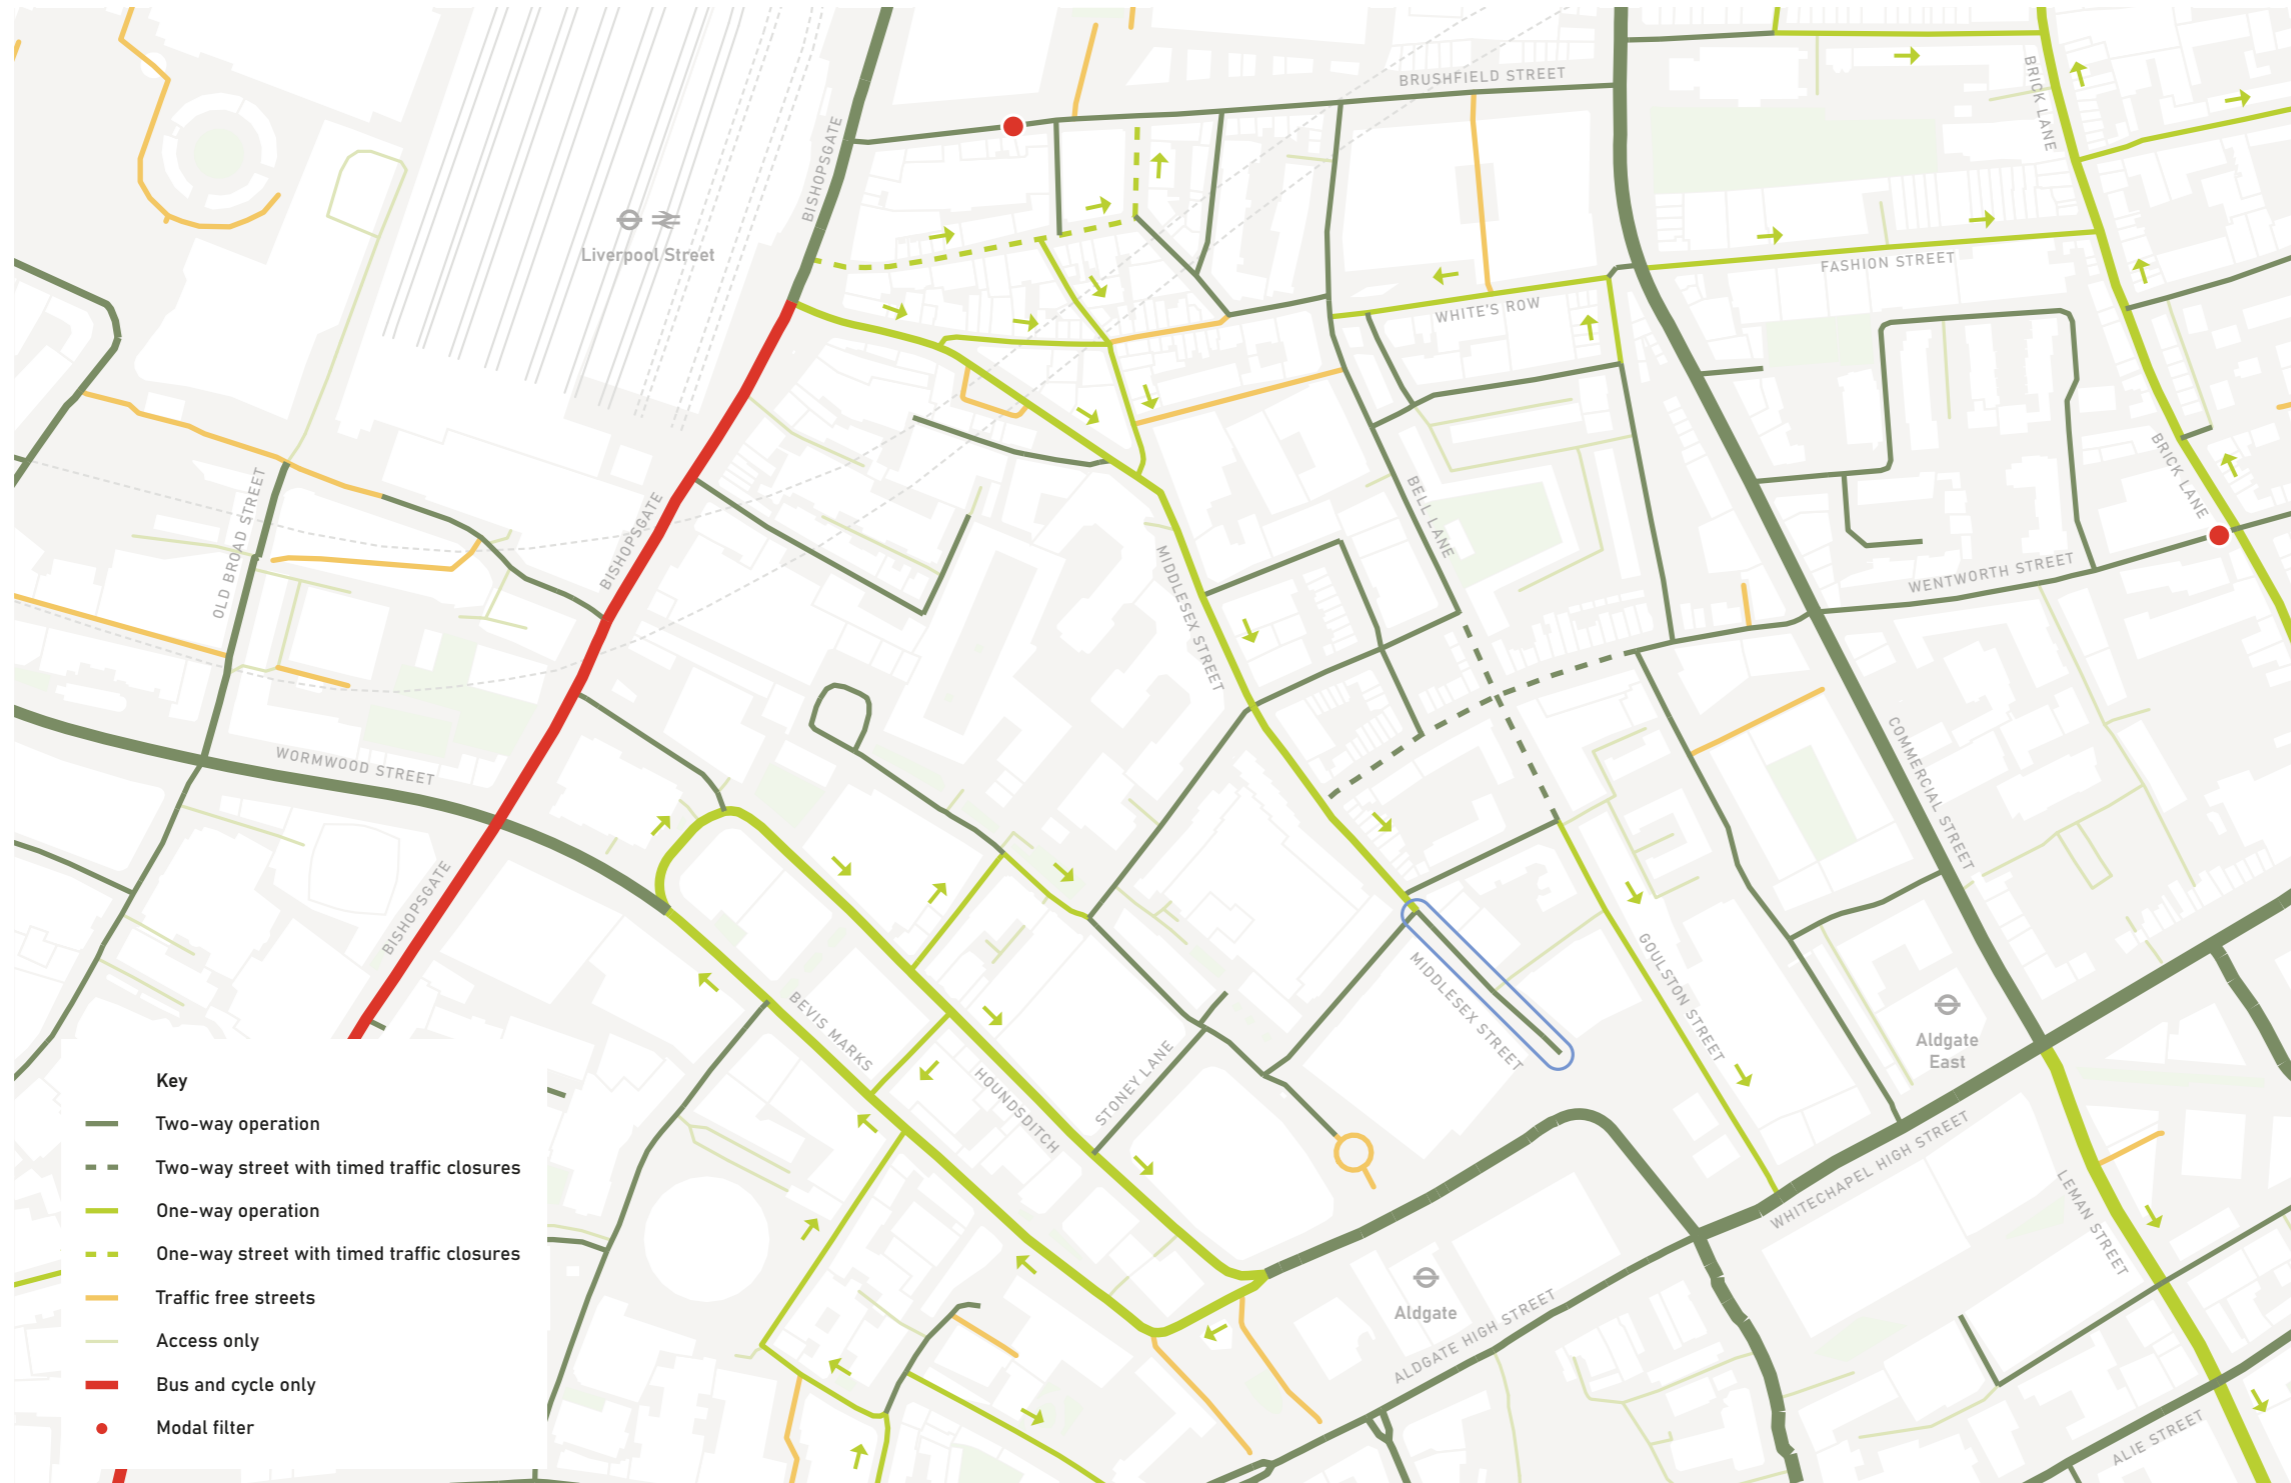 BRUSHFIELD STREET
BRICK LANE
BISHOPSGATE
Liverpool Street
FASHION STREET
WHITE'S ROW
OLD BROAD STREET
BISHOPSGATE
BELL LANE
BRICK LANE
MIDDLESEX STREET
WENTWORTH STREET
WORMWOOD STREET
COMMERCIAL STREET
BISHOPSGATE
GOULSTON STREET
MIDDLESEX STREET
BEVIS MARKS
Aldgate
East
HOUNDSDITCH
STONEY LANE
WHITECHAPEL HIGH STREET
LEMAN STREET
Aldgate
ALDGATE HIGH STREET
ALIE STREET
Key
Two-way operation
Two-way street with timed traffic closures
One-way operation
One-way street with timed traffic closures
Traffic free streets
Access only
Bus and cycle only
Modal filter